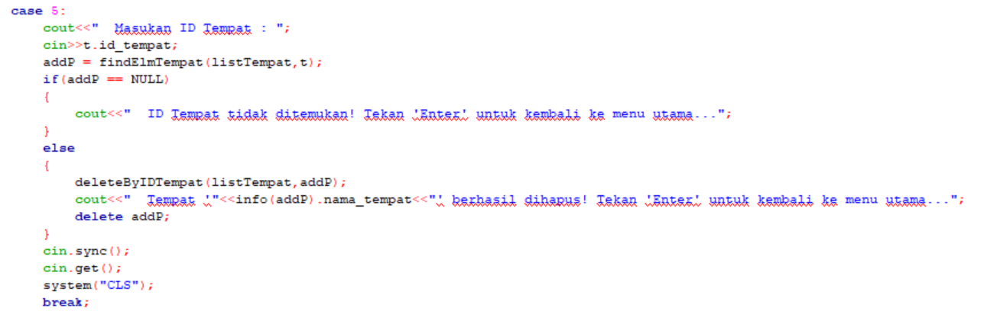 case 5:
    cout<<"  Masukan ID Tempat : ";
    cin>>t.id_tempat;
    addP = findElmTempat(listTempat,t);
    if(addP == NULL)
    {
        cout<<"  ID Tempat tidak ditemukan! Tekan 'Enter' untuk kembali ke menu utama...";
    }
    else
    {
        deleteByIDTempat(listTempat,addP);
        cout<<"  Tempat '"<<info(addP).nama_tempat<<"' berhasil dihapus! Tekan 'Enter' untuk kembali ke menu utama...";
        delete addP;
    }
    cin.sync();
    cin.get();
    system("CLS");
    break;